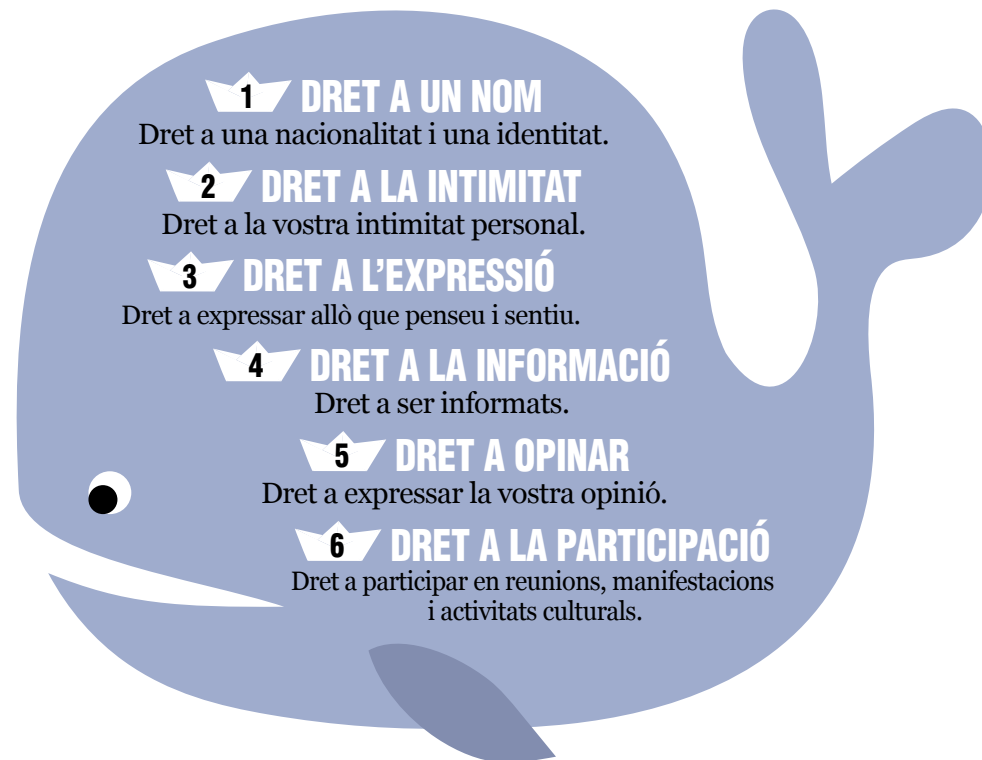 1 DRET A UN NOM
Dret a una nacionalitat i una identitat.
2 DRET A LA INTIMITAT
Dret a la vostra intimitat personal.
3 DRET A L’EXPRESSIÓ
Dret a expressar allò que penseu i sentiu.
4 DRET A LA INFORMACIÓ
Dret a ser informats.
5 DRET A OPINAR
Dret a expressar la vostra opinió.
6 DRET A LA PARTICIPACIÓ
Dret a participar en reunions, manifestacions
i activitats culturals.